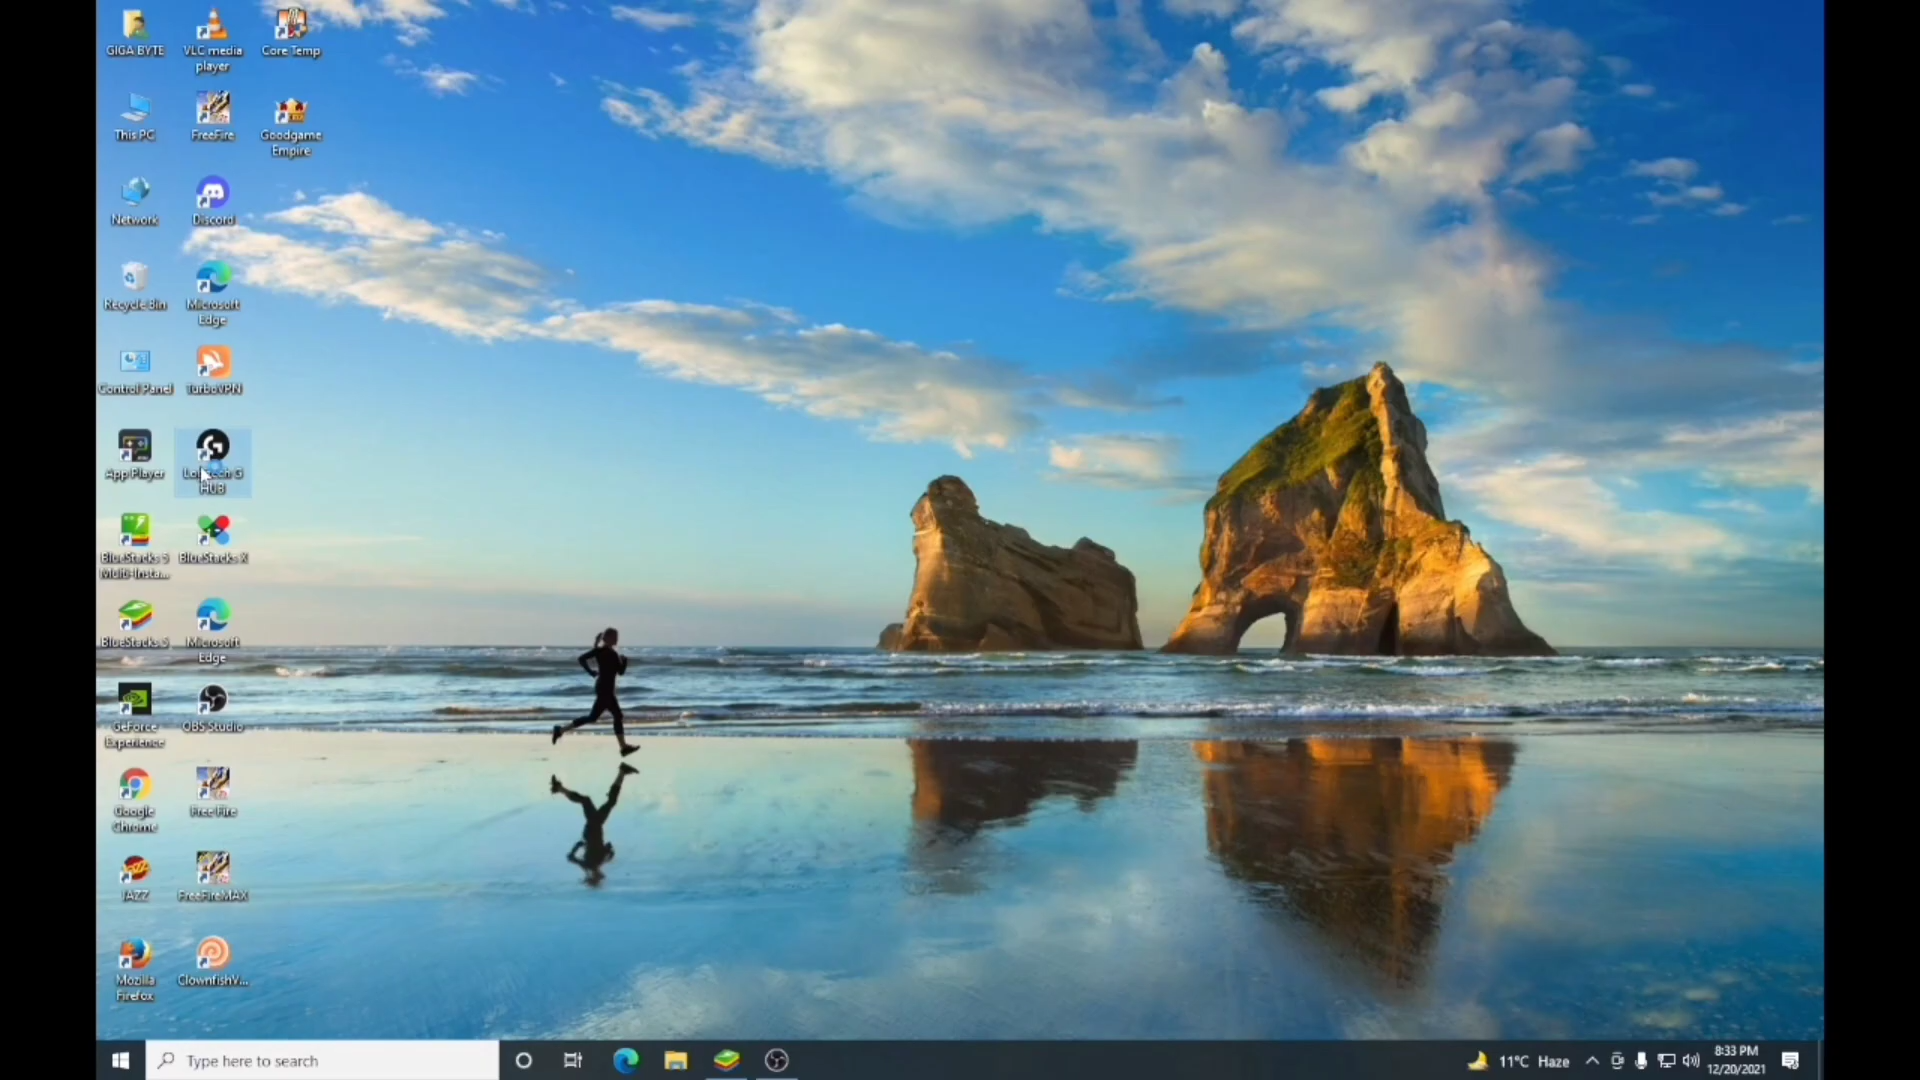 GIGA BYTE
VLC media
player
Core Temp
This PC
FreeFire
Goodgame
Empire
Network
Discord
Recycle Bin
Microsoft
Edge
Control Panel
TurboVPN
App Player
G
HUB
BlueStacks 5
Multi-Insta...
BlueStacks X
BlueStacks 5
Microsoft
Edge
GeForce
Experience
OBS Studio
Google
Chrome
Free Fire
JAZZ
FreeFireMAX
Mozilla
Firefox
ClownfishV...
Type here to search
11°C Haze
8:33 PM
12/20/2021